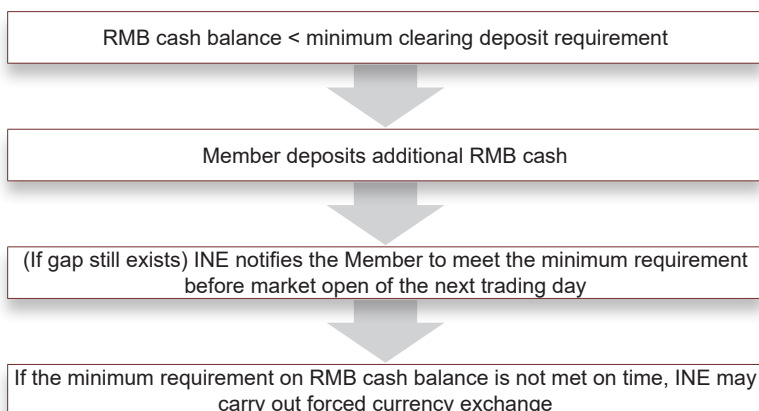 RMB cash balance < minimum clearing deposit requirement
Member deposits additional RMB cash
(If gap still exists) INE notifies the Member to meet the minimum requirement
before market open of the next trading day
If the minimum requirement on RMB cash balance is not met on time, INE may
carry out forced currency exchange